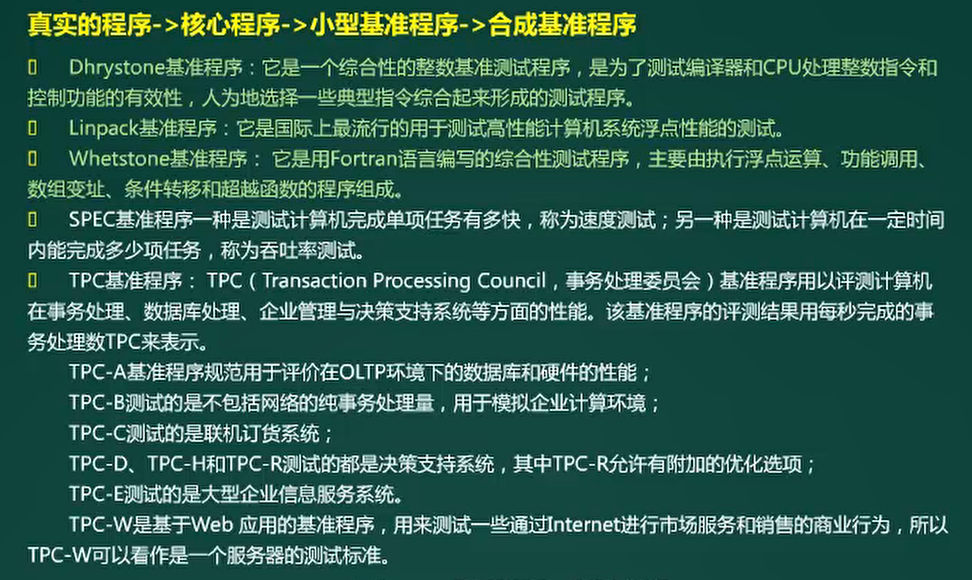 真实的程序->核心程序->小型基准程序->合成基准程序
▯ Dhrystone基准程序：它是一个综合性的整数基准测试程序，是为了测试编译器和CPU处理整数指令和
控制功能的有效性，人为地选择一些典型指令综合起来形成的测试程序。
▯ Linpack基准程序：它是国际上最流行的用于测试高性能计算机系统浮点性能的测试。
▯ Whetstone基准程序： 它是用Fortran语言编写的综合性测试程序，主要由执行浮点运算、功能调用、
数组变址、条件转移和超越函数的程序组成。
▯ SPEC基准程序一种是测试计算机完成单项任务有多快，称为速度测试；另一种是测试计算机在一定时间
内能完成多少项任务，称为吞吐率测试。
▯ TPC基准程序： TPC（Transaction Processing Council，事务处理委员会）基准程序用以评测计算机
在事务处理、数据库处理、企业管理与决策支持系统等方面的性能。该基准程序的评测结果用每秒完成的事
务处理数TPC来表示。
TPC-A基准程序规范用于评价在OLTP环境下的数据库和硬件的性能；
TPC-B测试的是不包括网络的纯事务处理量，用于模拟企业计算环境；
TPC-C测试的是联机订货系统；
TPC-D、TPC-H和TPC-R测试的都是决策支持系统，其中TPC-R允许有附加的优化选项；
TPC-E测试的是大型企业信息服务系统。
TPC-W是基于Web 应用的基准程序，用来测试一些通过Internet进行市场服务和销售的商业行为，所以
TPC-W可以看作是一个服务器的测试标准。